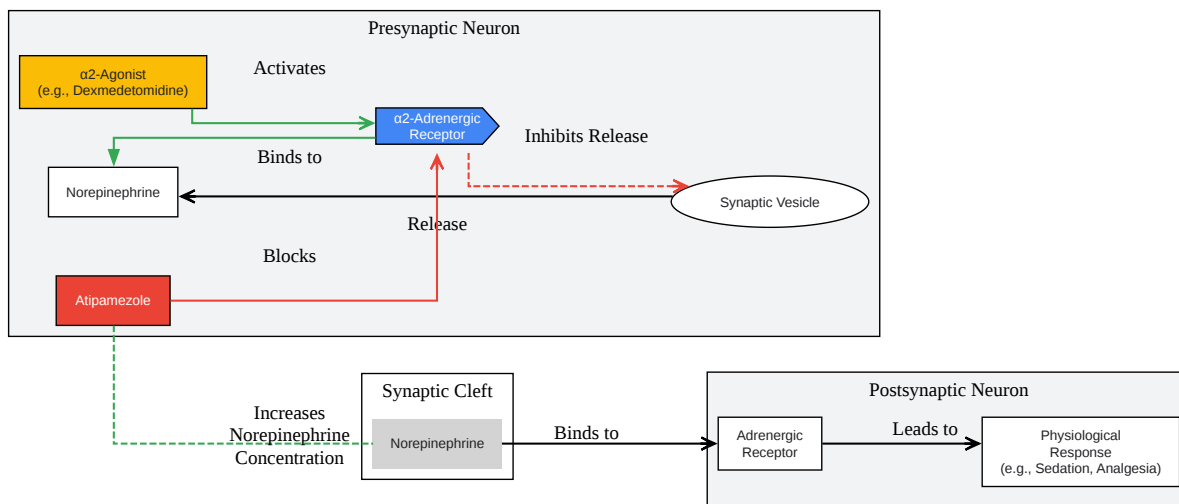 Presynaptic Neuron
α2-Agonist
(e.g., Dexmedetomidine)
Activates
α2-Adrenergic
Receptor
Inhibits Release
Binds to
Norepinephrine
Synaptic Vesicle
Release
Blocks
Atipamezole
Synaptic Cleft
Postsynaptic Neuron
Increases
Norepinephrine
Concentration
Norepinephrine
Binds to
Adrenergic
Receptor
Leads to
Physiological
Response
(e.g., Sedation, Analgesia)